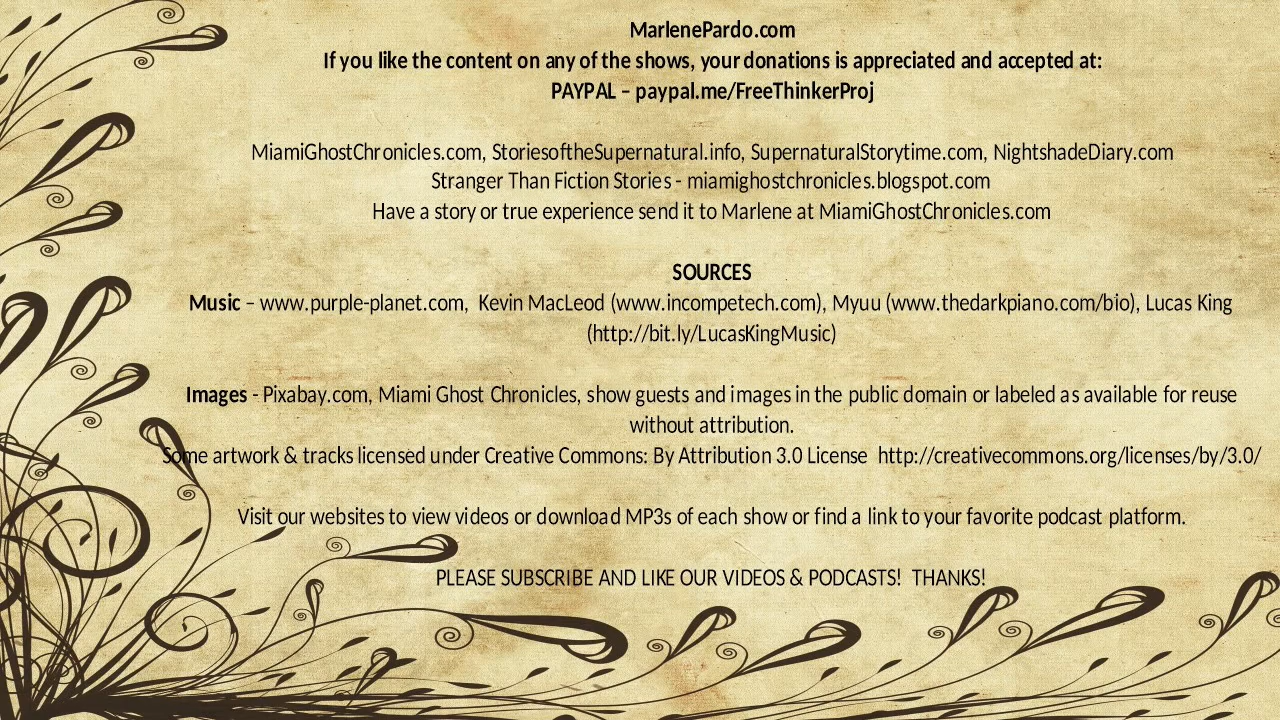 MarlenePardo.com
If you like the content on any of the shows, your donations is appreciated and accepted at:
PAYPAL – paypal.me/FreeThinkerProj
MiamiGhostChronicles.com, StoriesoftheSupernatural.info, SupernaturalStorytime.com, NightshadeDiary.com
Stranger Than Fiction Stories - miamighostchronicles.blogspot.com
Have a story or true experience send it to Marlene at MiamiGhostChronicles.com
SOURCES
Music – www.purple-planet.com, Kevin MacLeod (www.incompetech.com), Myuu (www.thedarkpiano.com/bio), Lucas King
(http://bit.ly/LucasKingMusic)
Images - Pixabay.com, Miami Ghost Chronicles, show guests and images in the public domain or labeled as available for reuse
without attribution.
Some artwork & tracks licensed under Creative Commons: By Attribution 3.0 License http://creativecommons.org/licenses/by/3.0/
Visit our websites to view videos or download MP3s of each show or find a link to your favorite podcast platform.
PLEASE SUBSCRIBE AND LIKE OUR VIDEOS & PODCASTS! THANKS!